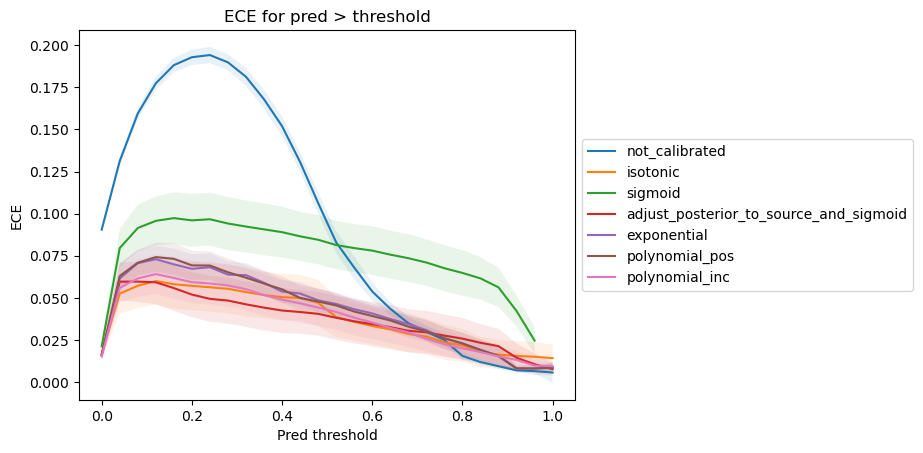 ECE for pred > threshold
ECE
0.200
0.175
0.150
0.125
0.100
0.075
0.050
0.025
0.000
0.0
0.2
0.4
0.6
0.8
1.0
Pred threshold
not_calibrated
isotonic
sigmoid
adjust_posterior_to_source_and_sigmoid
exponential
polynomial_pos
polynomial_inc